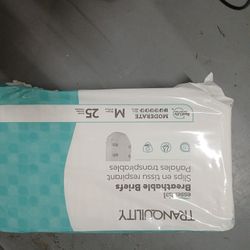 TRANQUILITY
essential
Breathable Briefs
Slips en tissu respirant
Pañales transpirables
MODERATE
M
25